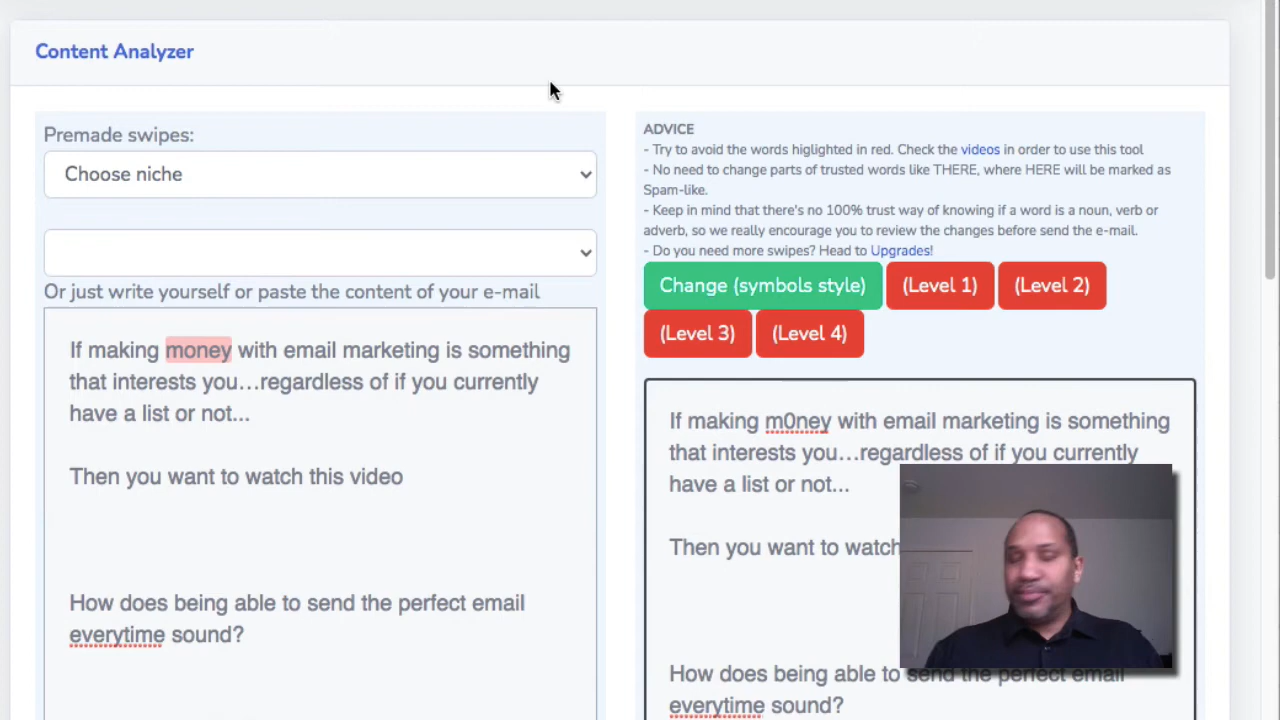 Content Analyzer
Premade swipes:
Choose niche
Or just write yourself or paste the content of your e-mail
If making money with email marketing is something
that interests you...regardless of if you currently
have a list or not...
Then you want to watch this video
How does being able to send the perfect email
everytime sound?
ADVICE
- Try to avoid the words higlighted in red. Check the videos in order to use this tool
- No need to change parts of trusted words like THERE, where HERE will be marked as
Spam-like.
- Keep in mind that there's no 100% trust way of knowing if a word is a noun, verb or
adverb, so we really encourage you to review the changes before send the e-mail.
- Do you need more swipes? Head to Upgrades!
Change (symbols style) (Level 1) (Level 2)
(Level 3) (Level 4)
If making m0ney with email marketing is something
that interests you...regardless of if you currently
have a list or not...
Then you want to watch
How does being able to send the perfect email
everytime sound?